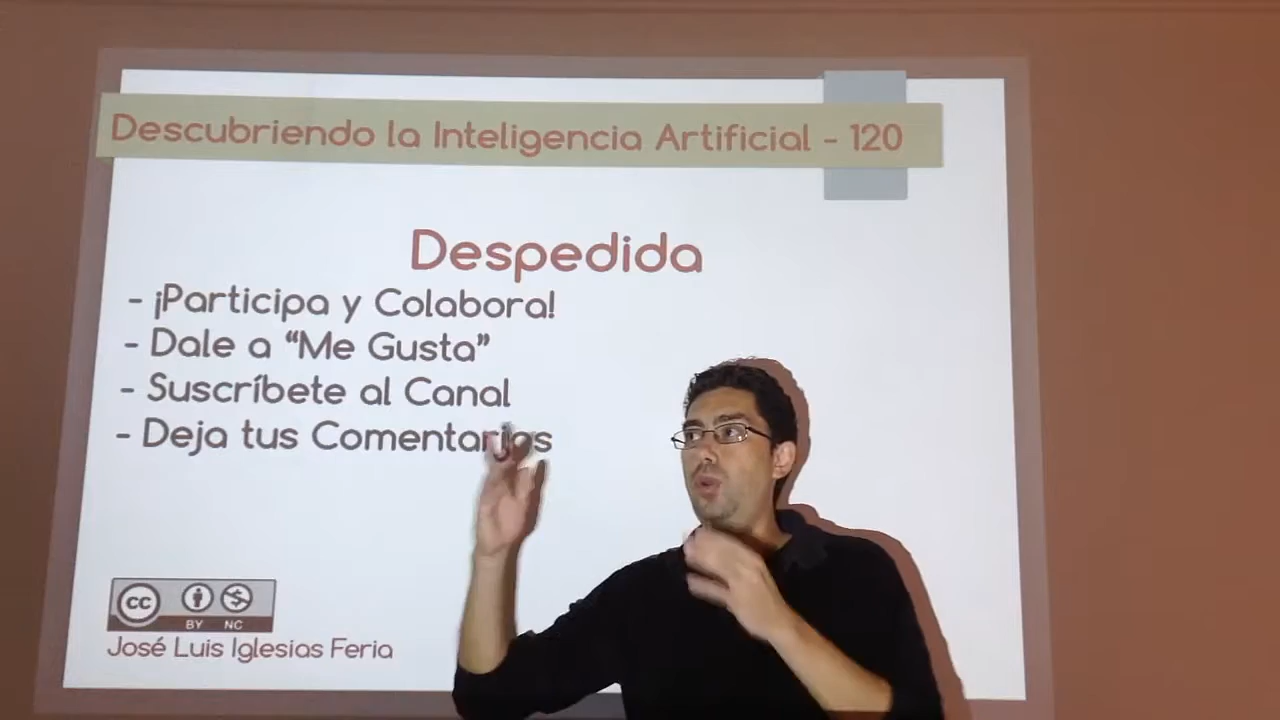 Descubriendo la Inteligencia Artificial - 120
Despedida
- ¡Participa y Colabora!
- Dale a “Me Gusta”
- Suscríbete al Canal
- Deja tus Comentarios
cc
BY NC
José Luis Iglesias Feria